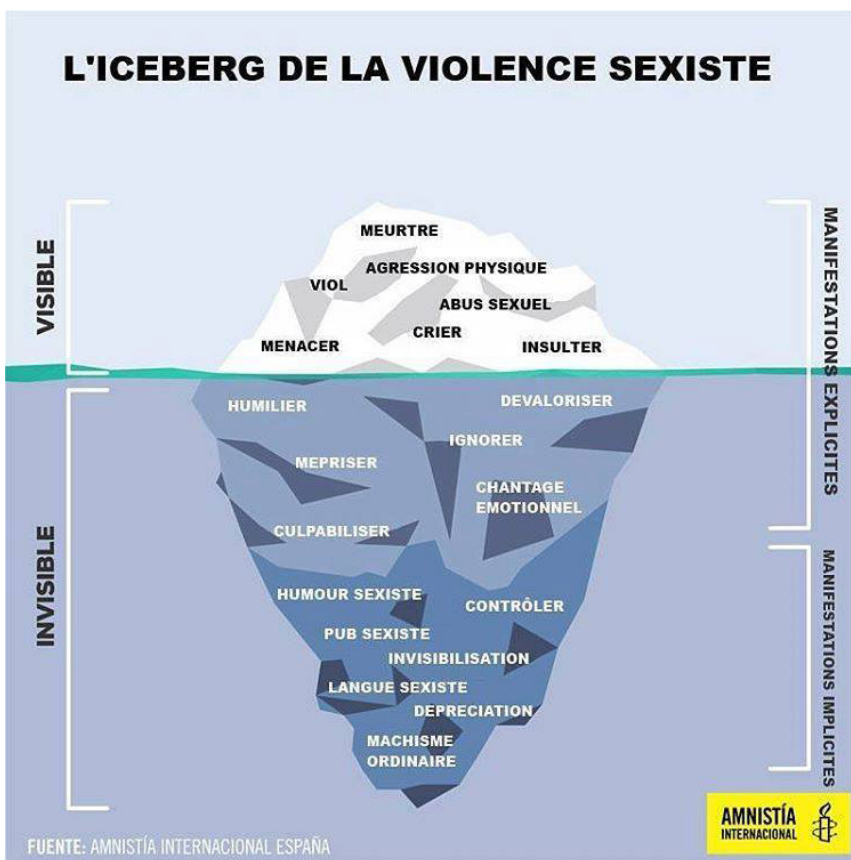 L'ICEBERG DE LA VIOLENCE SEXISTE
VISIBLE
MANIFESTATIONS EXPLICITES
MEURTRE
AGRESSION PHYSIQUE
VIOL
ABUS SEXUEL
CRIER
MENACER
INSULTER
INVISIBLE
HUMILIER
DEVALORISER
IGNORER
MEPRISER
CHANTAGE
EMOTIONNEL
CULPABILISER
MANIFESTATIONS IMPLICITES
HUMOUR SEXISTE
CONTRÔLER
PUB SEXISTE
INVISIBILISATION
LANGUE SEXISTE
DEPRECIATION
MACHISME
ORDINAIRE
AMNISTÍA
INTERNACIONAL
FUENTE: AMNISTÍA INTERNACIONAL ESPAÑA